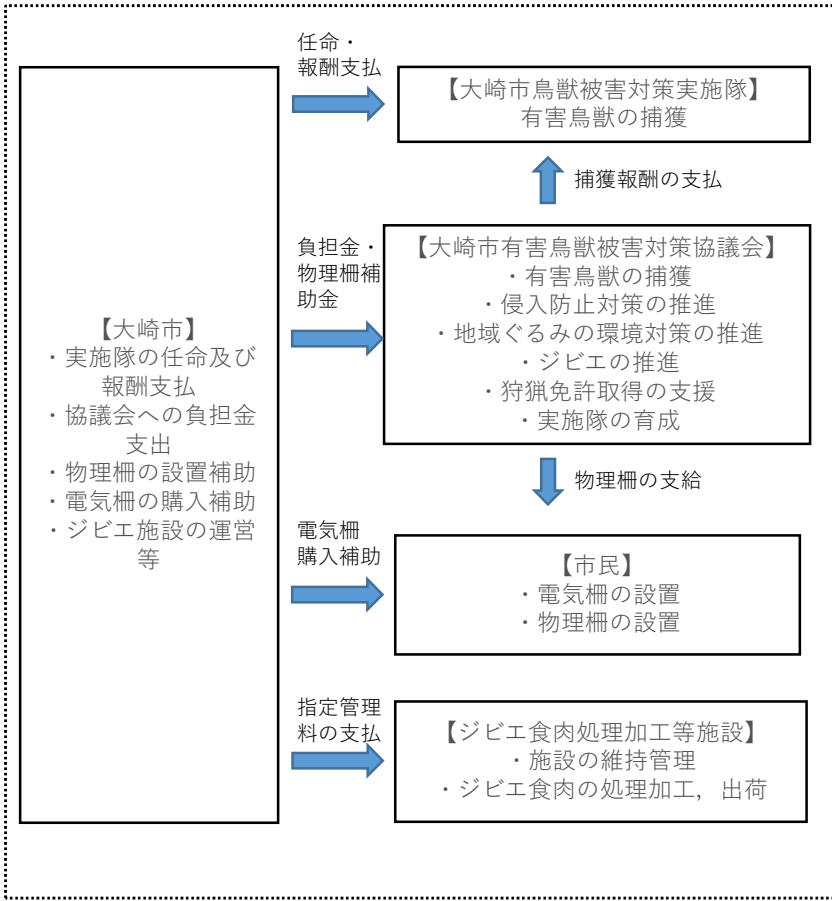 任命・
報酬支払
【大崎市鳥獣被害対策実施隊】
有害鳥獣の捕獲
捕獲報酬の支払
負担金・
物理柵補
助金
【大崎市有害鳥獣被害対策協議会】
・有害鳥獣の捕獲
・侵入防止対策の推進
・地域ぐるみの環境対策の推進
・ジビエの推進
・狩猟免許取得の支援
・実施隊の育成
【大崎市】
・実施隊の任命及び
報酬支払
・協議会への負担金
支出
・物理柵の設置補助
・電気柵の購入補助
・ジビエ施設の運営
等
物理柵の支給
電気柵
購入補助
【市民】
・電気柵の設置
・物理柵の設置
指定管理
料の支払
【ジビエ食肉処理加工等施設】
・施設の維持管理
・ジビエ食肉の処理加工，出荷